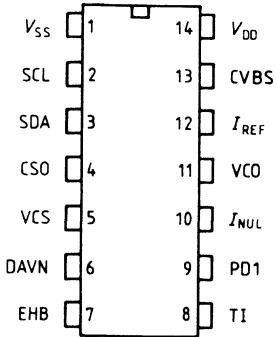 V_SS 1 14 V_DD
SCL 2 13 CVBS
SDA 3 12 I_REF
CSO 4 11 VCO
VCS 5 10 I_NUL
DAVN 6 9 PD1
EHB 7 8 TI